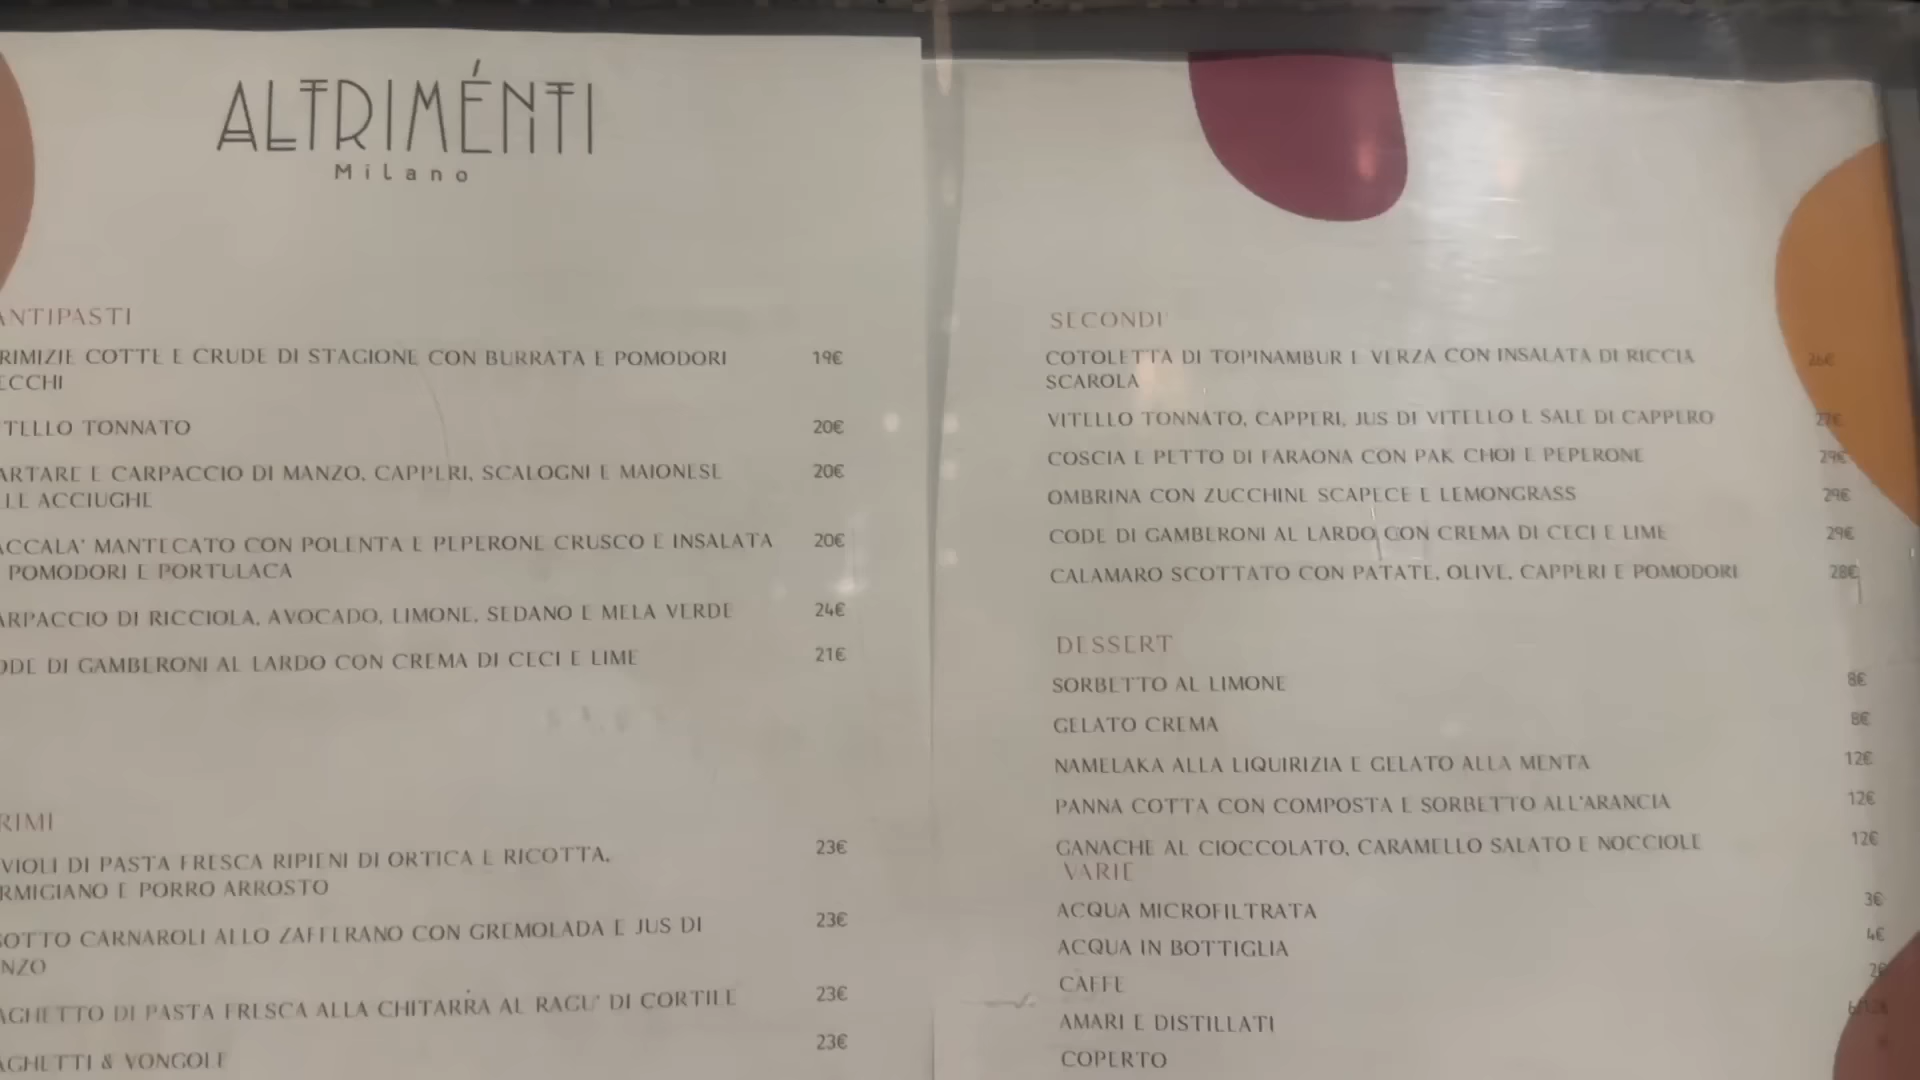 ALTRIMÉNTI
Milano
ANTIPASTI
RIMIZIE COTTE E CRUDE DI STAGIONE CON BURRATA E POMODORI 19€
ECCHI
TELLO TONNATO 20€
ARTARE E CARPACCIO DI MANZO, CAPPERI, SCALOGNI E MAIONESE 20€
LLE ACCIUGHE
ACCALA' MANTECATO CON POLENTA E PEPERONE CRUSCO E INSALATA 20€
POMODORI E PORTULACA
ARPACCIO DI RICCIOLA, AVOCADO, LIMONE, SEDANO E MELA VERDE 24€
ODE DI GAMBERONI AL LARDO CON CREMA DI CECI E LIME 21€
RIMI
VIOLI DI PASTA FRESCA RIPIENI DI ORTICA E RICOTTA, 23€
RMIGIANO E PORRO ARROSTO
SOTTO CARNAROLI ALLO ZAFFERANO CON GREMOLADA E JUS DI 23€
NZO
AGHETTO DI PASTA FRESCA ALLA CHITARRA AL RAGU' DI CORTILE 23€
AGHETTI & VONGOLE 23€
SECONDI
COTOLETTA DI TOPINAMBUR E VERZA CON INSALATA DI RICCIA 26€
SCAROLA
VITELLO TONNATO, CAPPERI, JUS DI VITELLO E SALE DI CAPPERO 27€
COSCIA E PETTO DI FARAONA CON PAK CHOI E PEPERONE 29€
OMBRINA CON ZUCCHINE SCAPECE E LEMONGRASS 29€
CODE DI GAMBERONI AL LARDO CON CREMA DI CECI E LIME 29€
CALAMARO SCOTTATO CON PATATE, OLIVE, CAPPERI E POMODORI 28€
DESSERT
SORBETTO AL LIMONE 8€
GELATO CREMA 8€
NAMELAKA ALLA LIQUIRIZIA E GELATO ALLA MENTA 12€
PANNA COTTA CON COMPOSTA E SORBETTO ALL'ARANCIA 12€
GANACHE AL CIOCCOLATO, CARAMELLO SALATO E NOCCIOLE 12€
VARIE
ACQUA MICROFILTRATA 3€
ACQUA IN BOTTIGLIA 4€
CAFFE 2€
AMARI E DISTILLATI
COPERTO